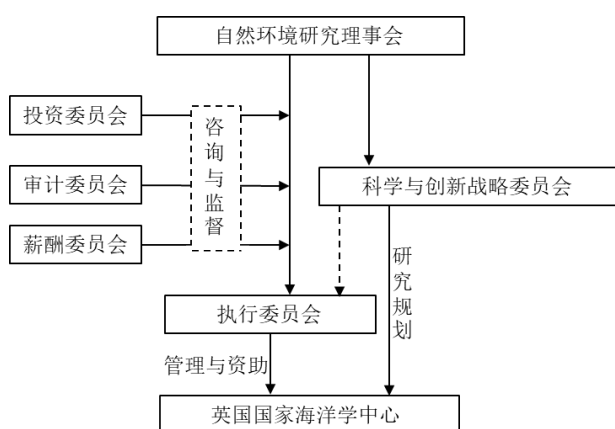 自然环境研究理事会
投资委员会
咨询与监督
审计委员会
科学与创新战略委员会
薪酬委员会
研究规划
执行委员会
管理与资助
英国国家海洋学中心